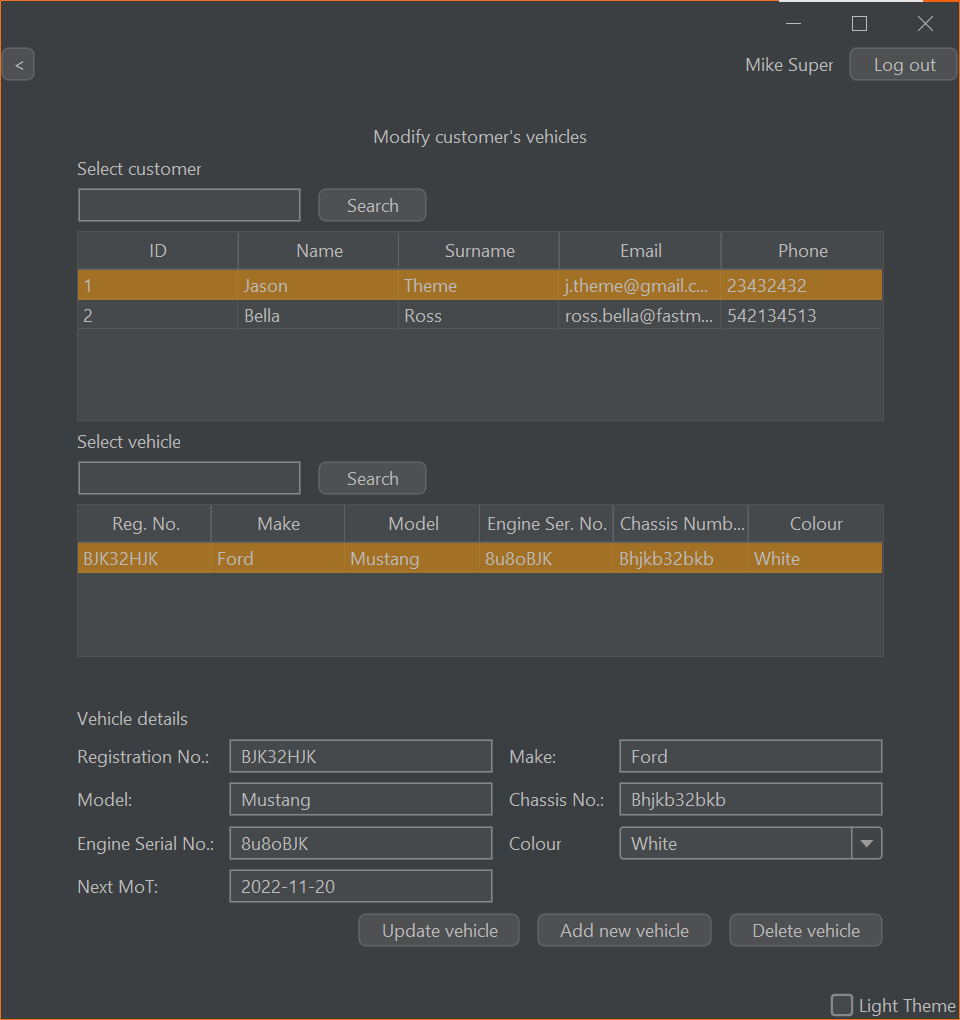 < Mike Super Log out
Modify customer's vehicles
Select customer
Search
ID Name Surname Email Phone
1 Jason Theme j.theme@gmail.c... 23432432
2 Bella Ross ross.bella@fastm... 542134513
Select vehicle
Search
Reg. No. Make Model Engine Ser. No. Chassis Numb... Colour
BJK32HJK Ford Mustang 8u8oBJK Bhjkb32bkb White
Vehicle details
Registration No.: BJK32HJK Make: Ford
Model: Mustang Chassis No.: Bhjkb32bkb
Engine Serial No.: 8u8oBJK Colour White
Next MoT: 2022-11-20
Update vehicle Add new vehicle Delete vehicle
Light Theme